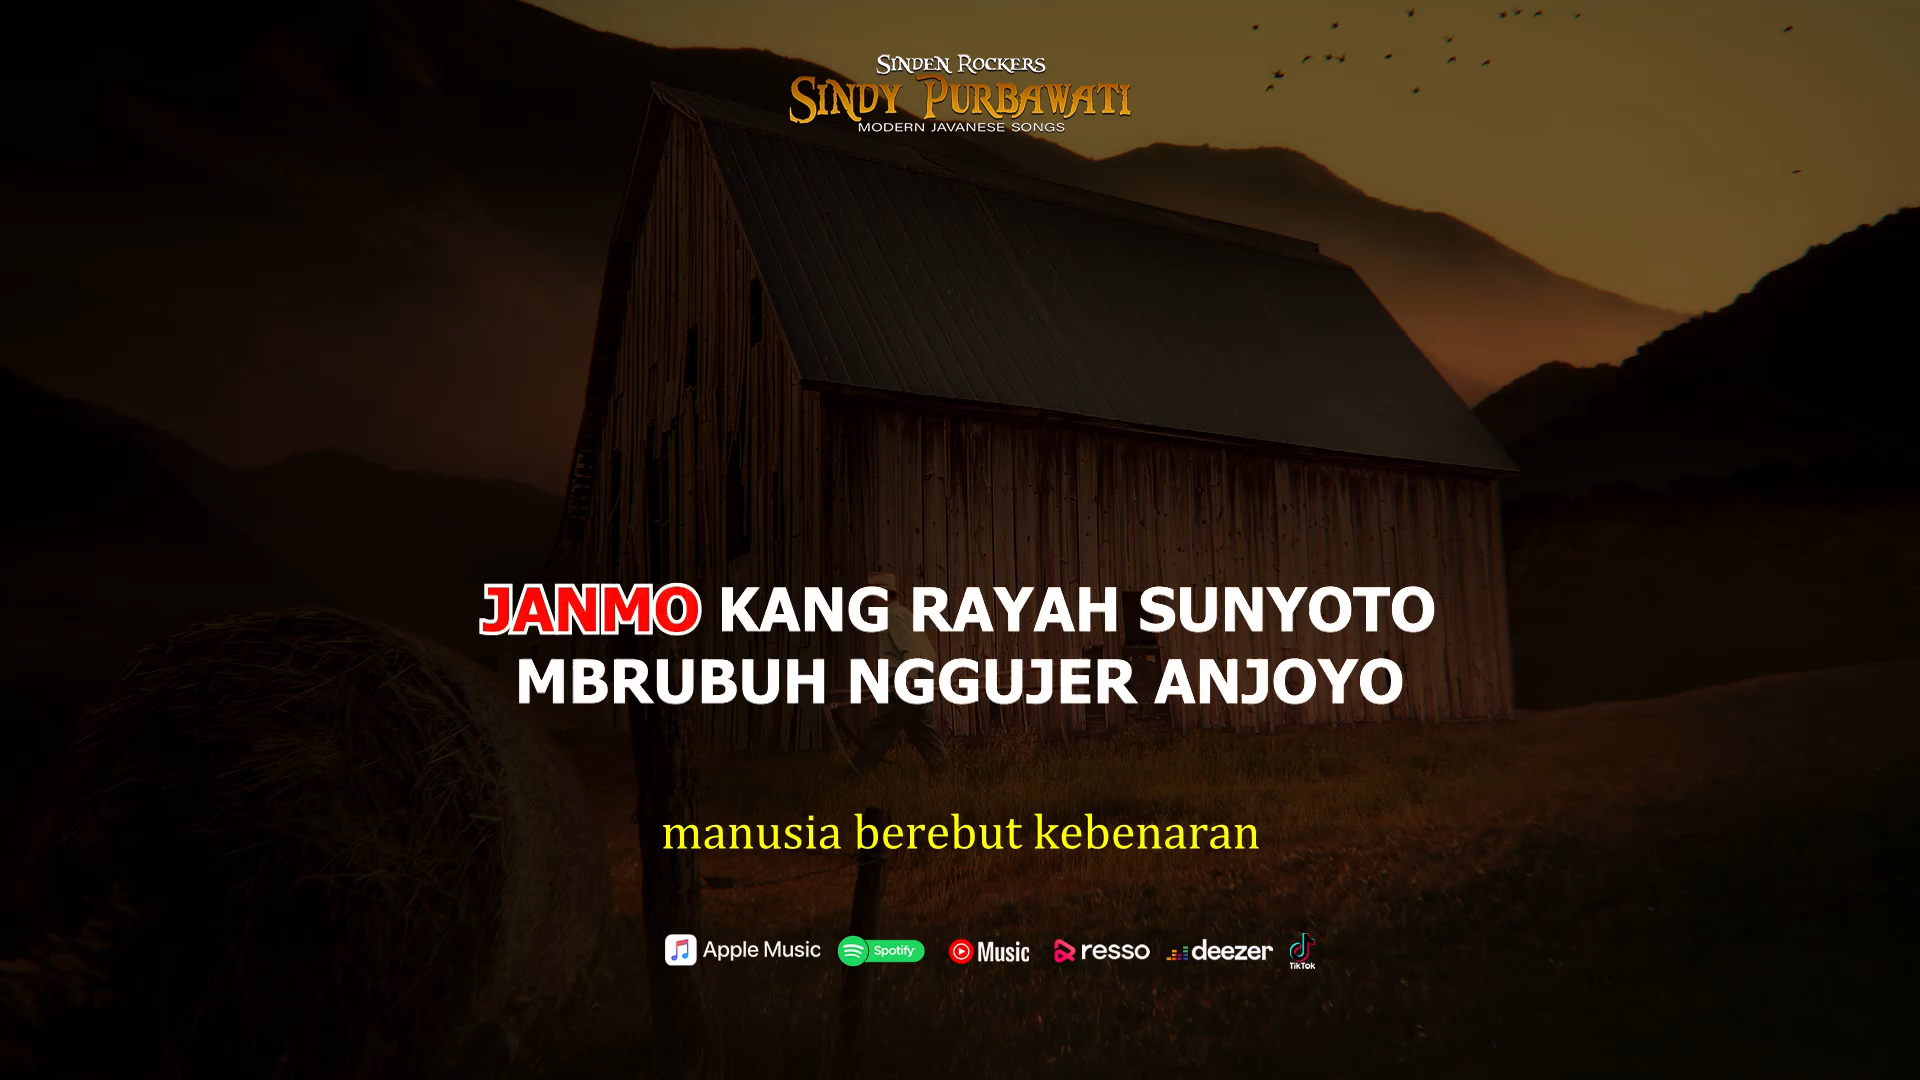 SINDEN ROCKERS
SINDY PURBAWATI
MODERN JAVANESE SONGS
JANMO KANG RAYAH SUNYOTO
MBRUBUH NGGUJER ANJOYO
manusia berebut kebenaran
Apple Music Spotify Music resso deezer TikTok